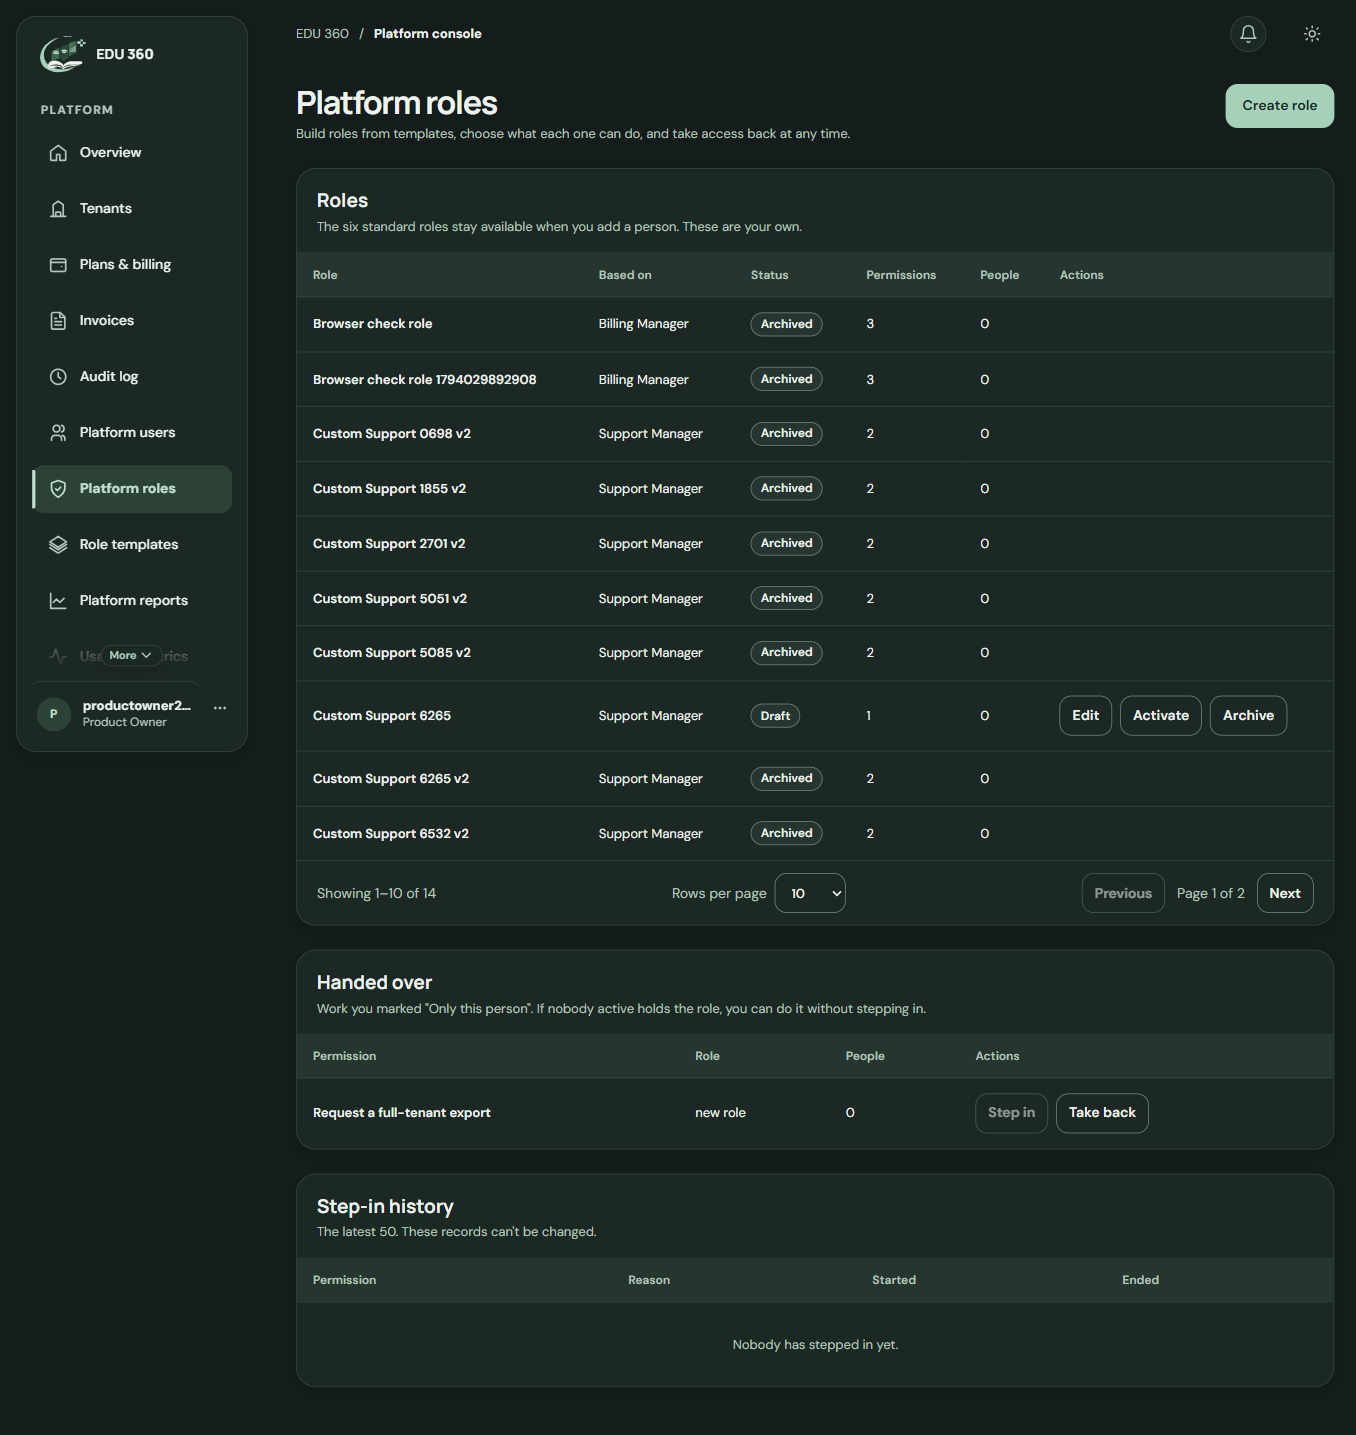 EDU 360
PLATFORM
Overview
Tenants
Plans & billing
Invoices
Audit log
Platform users
Platform roles
Role templates
Platform reports
More
productowner2...
Product Owner
EDU 360 / Platform console
Platform roles
Build roles from templates, choose what each one can do, and take access back at any time.
Create role
Roles
The six standard roles stay available when you add a person. These are your own.
Role Based on Status Permissions People Actions
Browser check role Billing Manager Archived 3 0
Browser check role 1794029892908 Billing Manager Archived 3 0
Custom Support 0698 v2 Support Manager Archived 2 0
Custom Support 1855 v2 Support Manager Archived 2 0
Custom Support 2701 v2 Support Manager Archived 2 0
Custom Support 5051 v2 Support Manager Archived 2 0
Custom Support 5085 v2 Support Manager Archived 2 0
Custom Support 6265 Support Manager Draft 1 0 Edit Activate Archive
Custom Support 6265 v2 Support Manager Archived 2 0
Custom Support 6532 v2 Support Manager Archived 2 0
Showing 1–10 of 14 Rows per page 10 Previous Page 1 of 2 Next
Handed over
Work you marked "Only this person". If nobody active holds the role, you can do it without stepping in.
Permission Role People Actions
Request a full-tenant export new role 0 Step in Take back
Step-in history
The latest 50. These records can't be changed.
Permission Reason Started Ended
Nobody has stepped in yet.